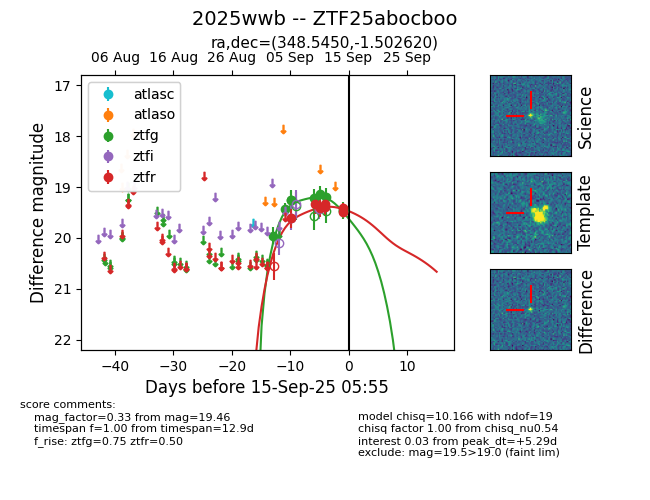 2025wwb -- ZTF25abocboo
ra,dec=(348.5450,-1.502620)
06 Aug 16 Aug 26 Aug 05 Sep 15 Sep 25 Sep
17
18
19
20
21
22
Difference magnitude
atlasc
atlaso
ztfg
ztfi
ztfr
−40 −30 −20 −10 0 10
Days before 15-Sep-25 05:55
Science
Template
Difference
score comments:
mag_factor=0.33 from mag=19.46
timespan f=1.00 from timespan=12.9d
f_rise: ztfg=0.75 ztfr=0.50
model chisq=10.166 with ndof=19
chisq factor 1.00 from chisq_nu0.54
interest 0.03 from peak_dt=+5.29d
exclude: mag=19.5>19.0 (faint lim)